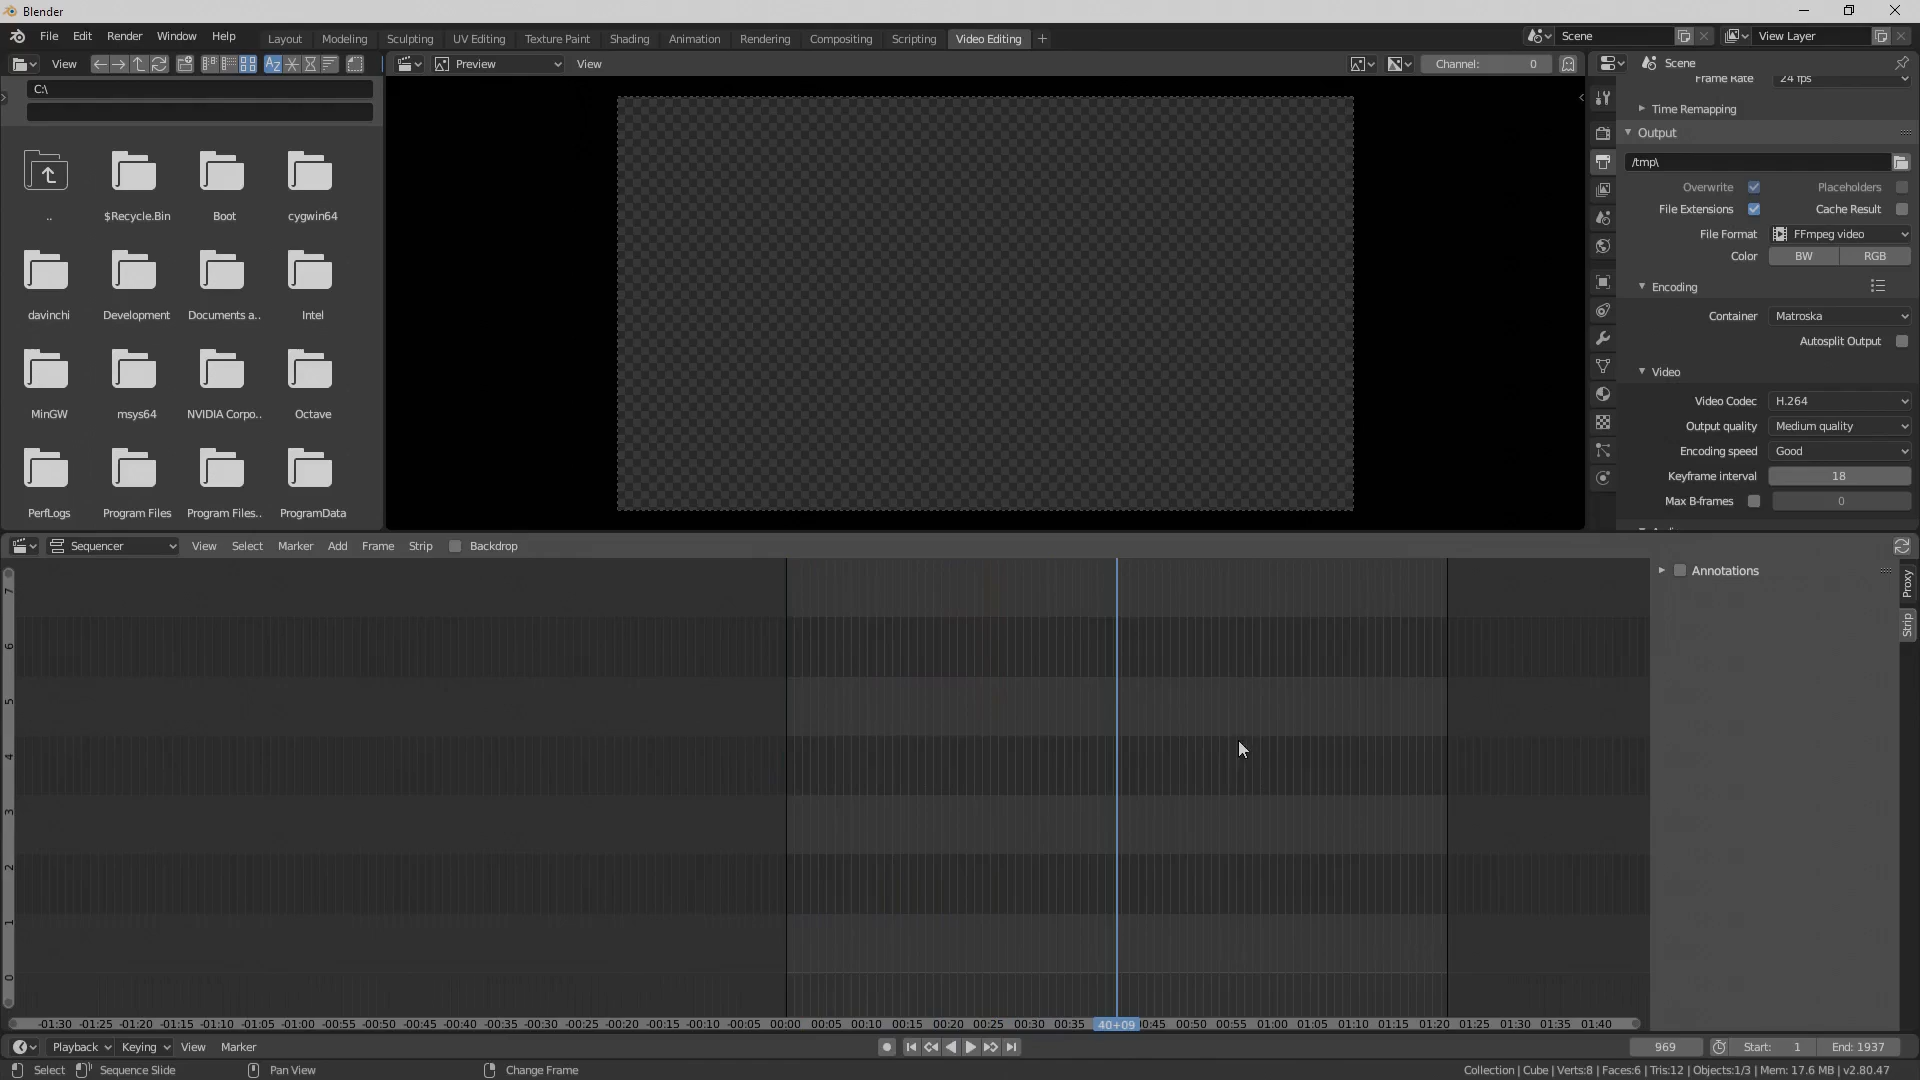 Blender
File Edit Render Window Help Layout Modeling Sculpting UV Editing Texture Paint Shading Animation Rendering Compositing Scripting Video Editing + Scene View Layer
View Preview View Channel: 0 Scene
C:\
Frame Rate 24 fps
Time Remapping
Output
/tmp\
Overwrite Placeholders
File Extensions Cache Result
File Format FFmpeg video
Color BW RGB
Encoding
Container Matroska
Autosplit Output
Video
Video Codec H.264
Output quality Medium quality
Encoding speed Good
Keyframe interval 18
Max B-frames 0
.. $Recycle.Bin Boot cygwin64
davinchi Development Documents a.. Intel
MinGW msys64 NVIDIA Corpo.. Octave
PerfLogs Program Files Program Files.. ProgramData
Sequencer View Select Marker Add Frame Strip Backdrop
Annotations
Proxy
Strip
7
6
5
4
3
2
1
0
-01:30 -01:25 -01:20 -01:15 -01:10 -01:05 -01:00 -00:55 -00:50 -00:45 -00:40 -00:35 -00:30 -00:25 -00:20 -00:15 -00:10 -00:05 00:00 00:05 00:10 00:15 00:20 00:25 00:30 00:35 40+09 00:45 00:50 00:55 01:00 01:05 01:10 01:15 01:20 01:25 01:30 01:35 01:40
Playback Keying View Marker 969 Start: 1 End: 1937
Select Sequence Slide Pan View Change Frame Collection | Cube | Verts:8 | Faces:6 | Tris:12 | Objects:1/3 | Mem: 17.6 MB | v2.80.47